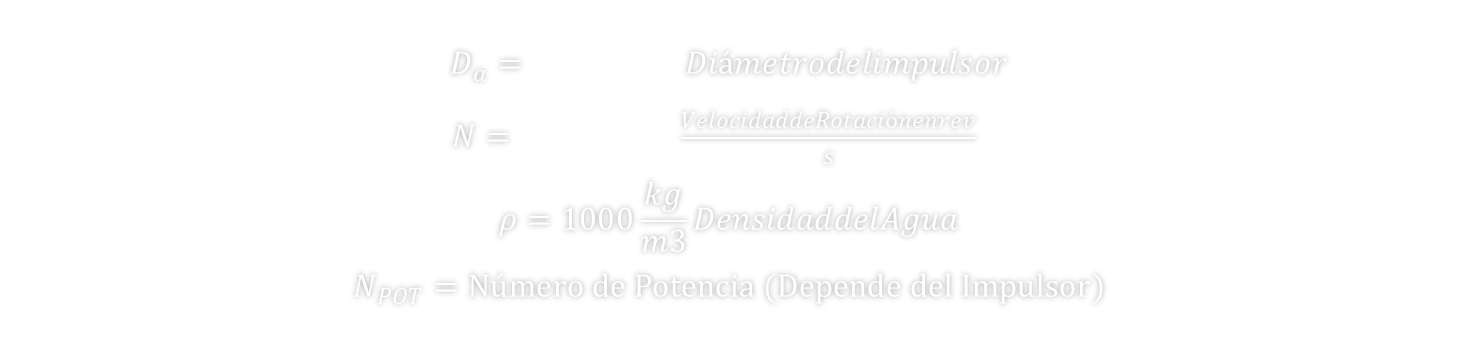 D_a = Diámetrodelimpulsor
N = VelocidaddeRotaciónenrev/s
ρ = 1000 kg/m3 DensidaddelAgua
N_POT = Número de Potencia (Depende del Impulsor)